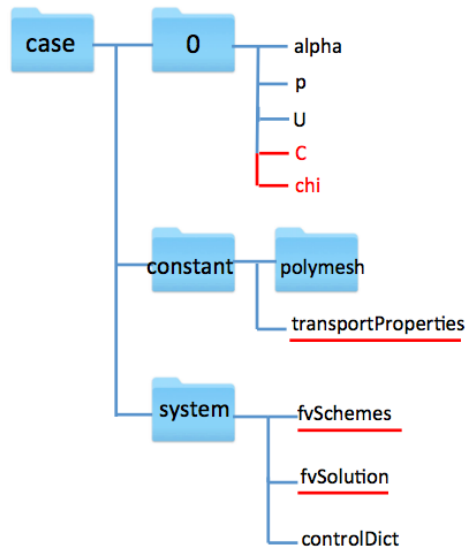 case
0
alpha
p
U
C
chi
constant
polymesh
transportProperties
system
fvSchemes
fvSolution
controlDict